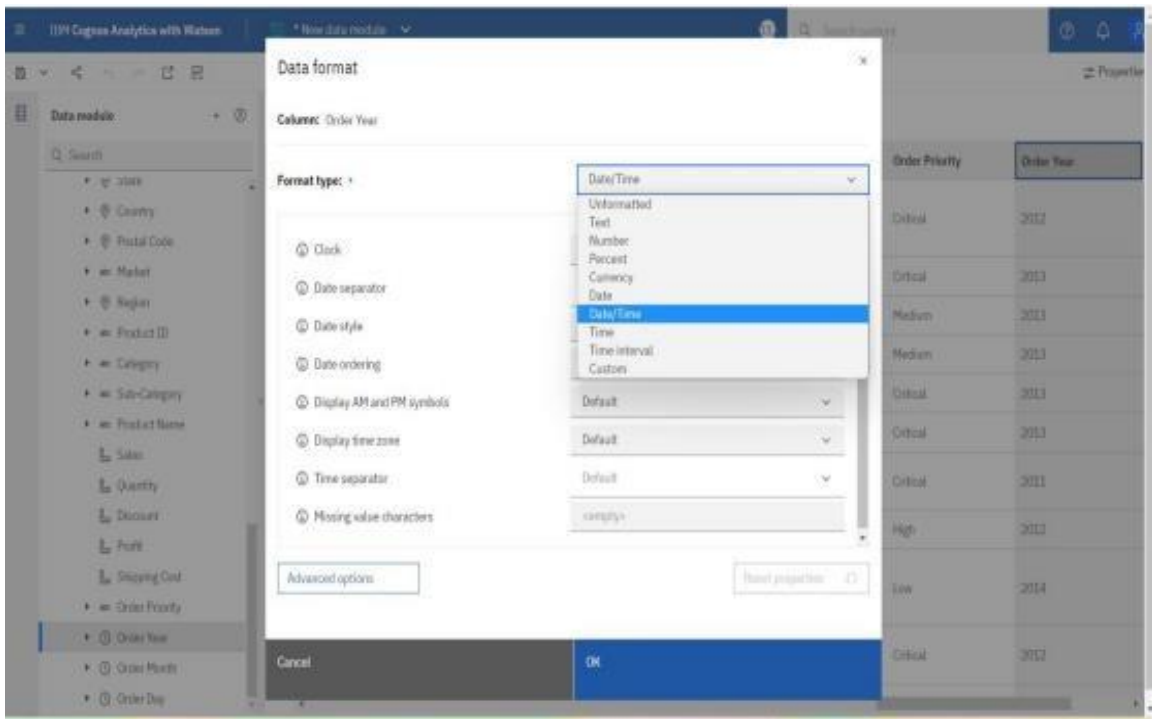 IBM Cognos Analytics with Watson
* New data module
Properties
Data module
Search
State
Country
Postal Code
Market
Region
Product ID
Category
Sub-Category
Product Name
Sales
Quantity
Discount
Profit
Shipping Cost
Order Priority
Order Year
Order Month
Order Day
Data format
Column: Order Year
Format type: *
Date/Time
Unformatted
Text
Number
Percent
Currency
Date
Date/Time
Time
Time interval
Custom
Clock
Date separator
Date style
Date ordering
Display AM and PM symbols
Default
Display time zone
Default
Time separator
Default
Missing value characters
<empty>
Advanced options
Reset properties
Cancel
OK
Order Priority Order Year
Critical 2012
Critical 2013
Medium 2013
Medium 2013
Critical 2013
Critical 2013
Critical 2011
High 2012
Low 2014
Critical 2012